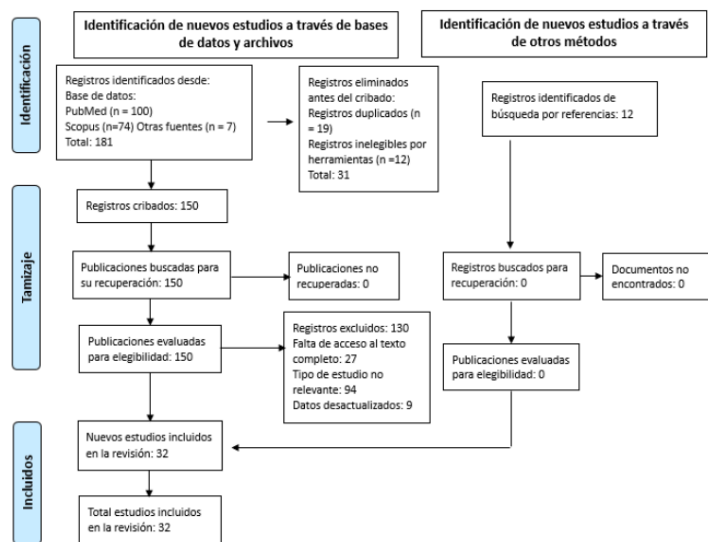 Identificación de nuevos estudios a través de bases
de datos y archivos
Identificación de nuevos estudios a través
de otros métodos
Identificación
Registros identificados desde:
Base de datos:
PubMed (n = 100)
Scopus (n=74) Otras fuentes (n = 7)
Total: 181
Registros eliminados
antes del cribado:
Registros duplicados (n
= 19)
Registros inelegibles por
herramientas (n =12)
Total: 31
Registros identificados de
búsqueda por referencias: 12
Tamizaje
Registros cribados: 150
Publicaciones buscadas para
su recuperación: 150
Publicaciones no
recuperadas: 0
Registros buscados para
recuperación: 0
Documentos no
encontrados: 0
Publicaciones evaluadas
para elegibilidad: 150
Registros excluidos: 130
Falta de acceso al texto
completo: 27
Tipo de estudio no
relevante: 94
Datos desactualizados: 9
Publicaciones evaluadas
para elegibilidad: 0
Incluidos
Nuevos estudios incluidos
en la revisión: 32
Total estudios incluidos
en la revisión: 32